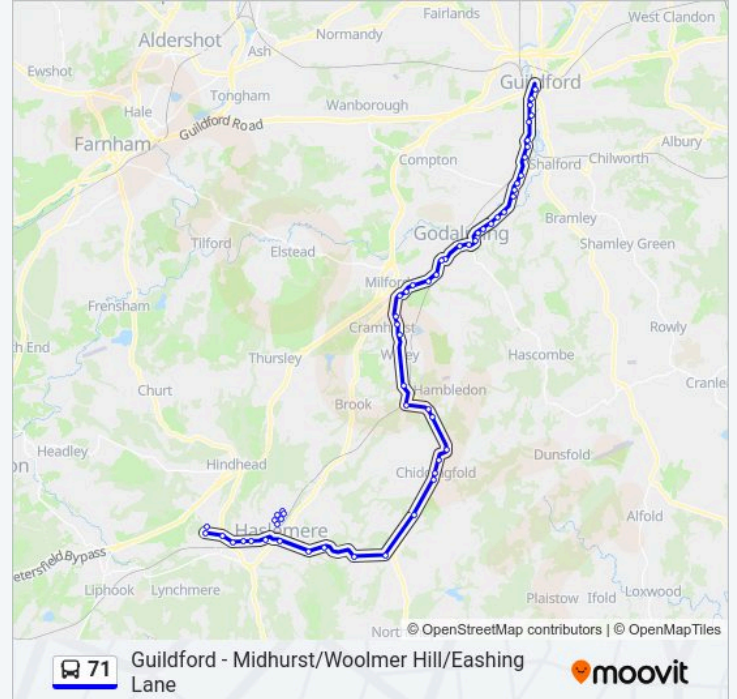 Fairlands
West Clandon
Aldershot
Normandy
Ash
Ewshot
Guildford
Tongham
Hale
Wanborough
Guildford Road
Farnham
Albury
Compton
Shalford
Chilworth
Bramley
Tilford
Godalming
Elstead
Shamley Green
Milford
Frensham
Rowly
h End
Thursley
Hascombe
Cranle
Churt
Hambledon
Brook
Headley
Dunsfold
on
Hindhead
Chiddingfold
Alfold
Haslemere
etersfield Bypass
Liphook
Lynchmere
Loxwood
Plaistow
Ifold
Nort
© OpenStreetMap contributors | © OpenMapTiles
71
Guildford - Midhurst/Woolmer Hill/Eashing
Lane
moovit